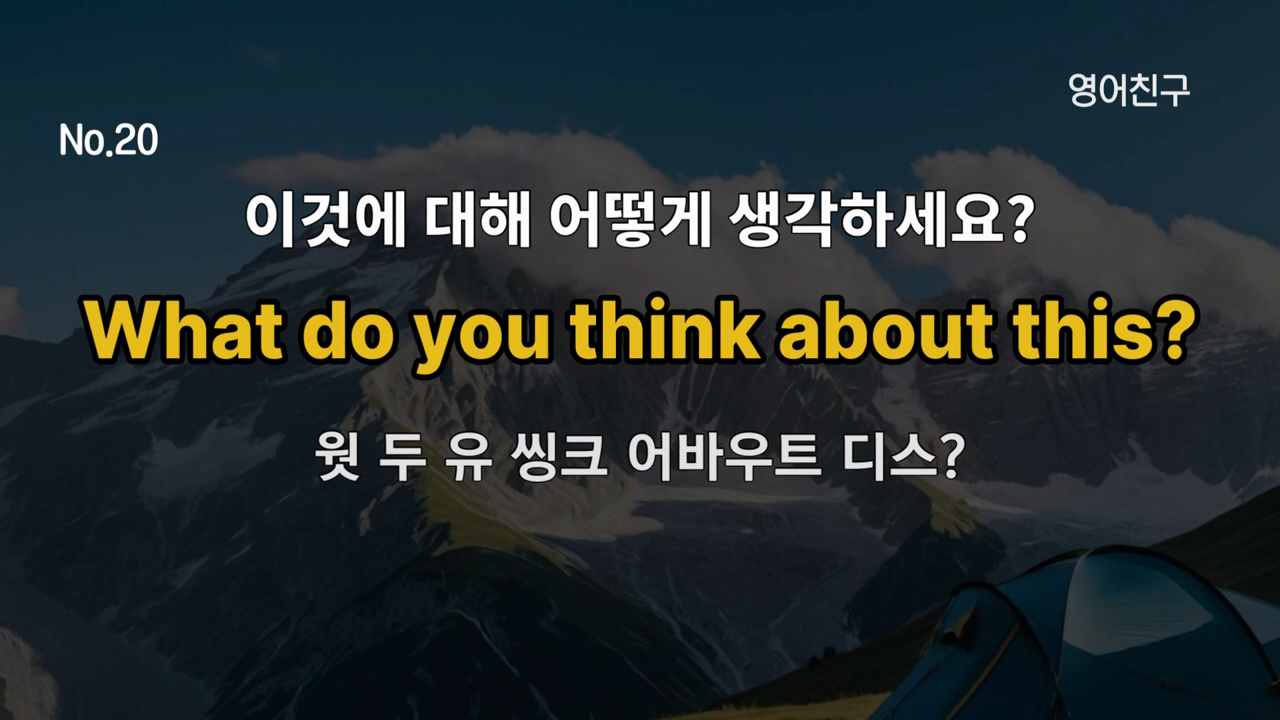 영어친구
No.20
이것에 대해 어떻게 생각하세요?
What do you think about this?
웟 두 유 씽크 어바우트 디스?